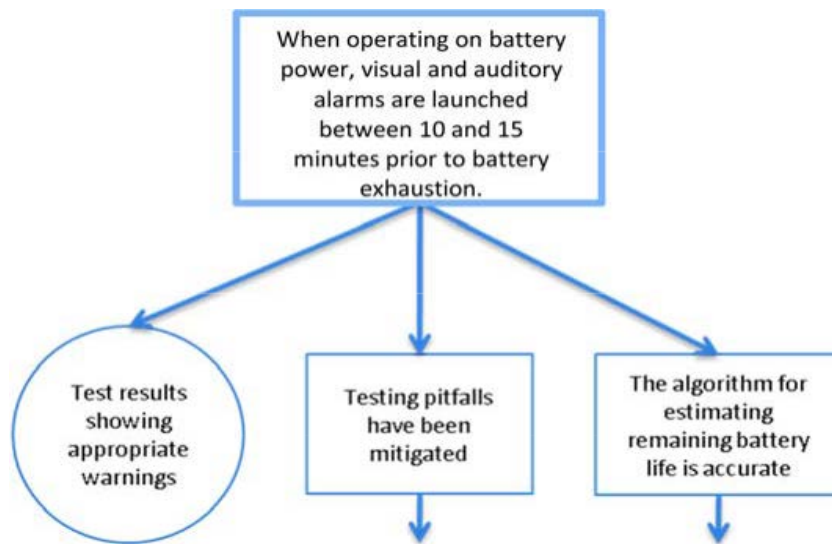 When operating on battery
power, visual and auditory
alarms are launched
between 10 and 15
minutes prior to battery
exhaustion.
Test results
showing
appropriate
warnings
Testing pitfalls
have been
mitigated
The algorithm for
estimating
remaining battery
life is accurate